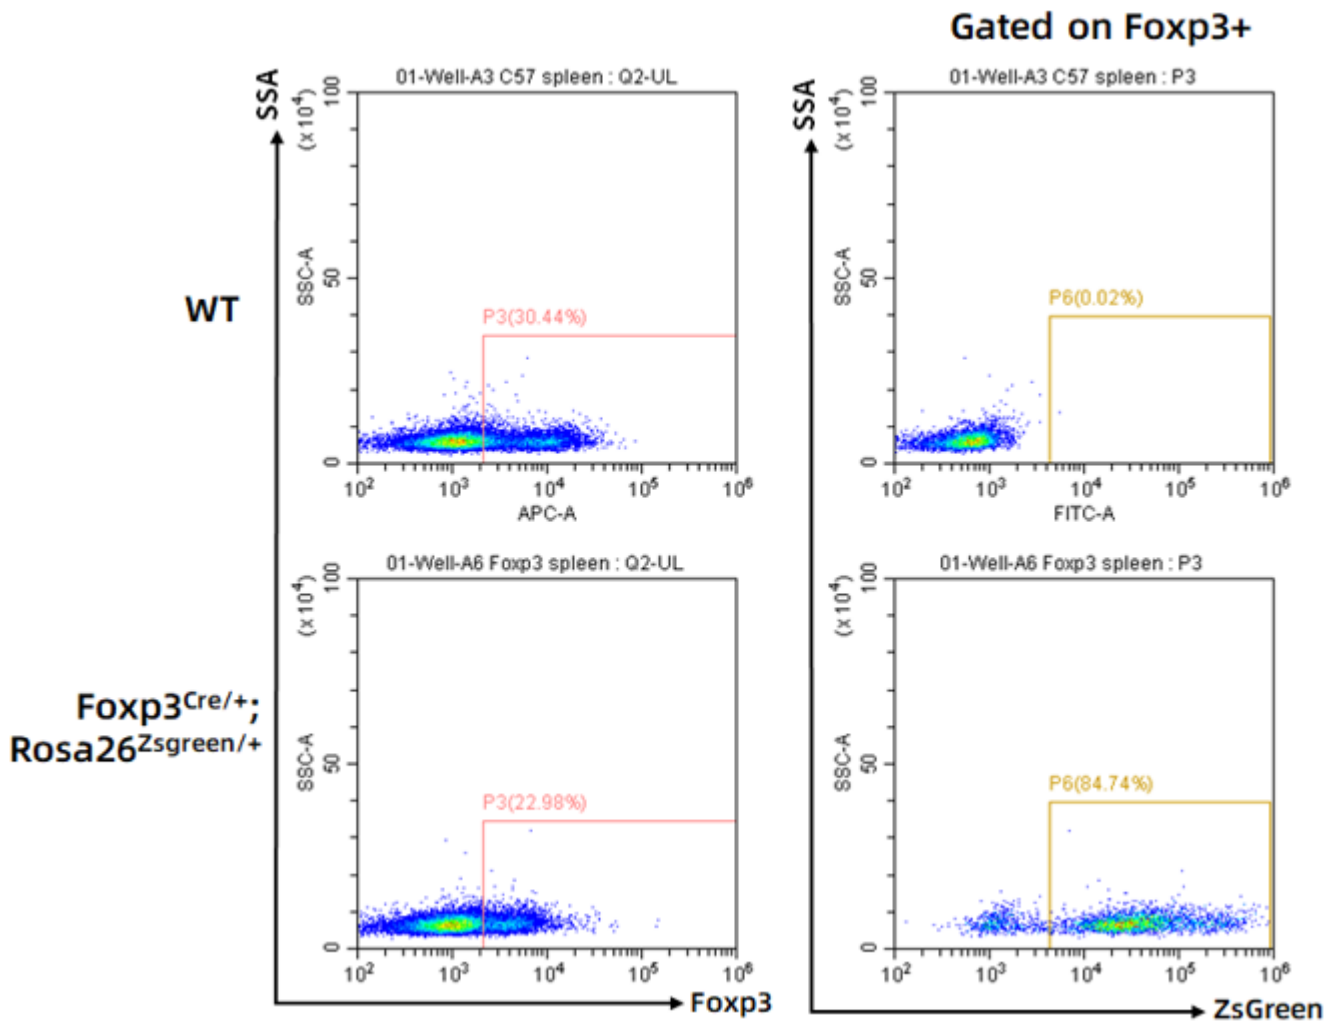 Gated on Foxp3+
01-Well-A3 C57 spleen : Q2-UL
SSA
(x10⁴)
100
50
0
SSC-A
P3(30.44%)
10² 10³ 10⁴ 10⁵ 10⁶
APC-A
01-Well-A3 C57 spleen : P3
SSA
(x10⁴)
100
50
0
SSC-A
P6(0.02%)
10² 10³ 10⁴ 10⁵ 10⁶
FITC-A
WT
01-Well-A6 Foxp3 spleen : Q2-UL
(x10⁴)
100
50
0
SSC-A
P3(22.98%)
10² 10³ 10⁴ 10⁵ 10⁶
Foxp3
01-Well-A6 Foxp3 spleen : P3
(x10⁴)
100
50
0
SSC-A
P6(84.74%)
10² 10³ 10⁴ 10⁵ 10⁶
ZsGreen
Foxp3Cre/+;
Rosa26Zsgreen/+